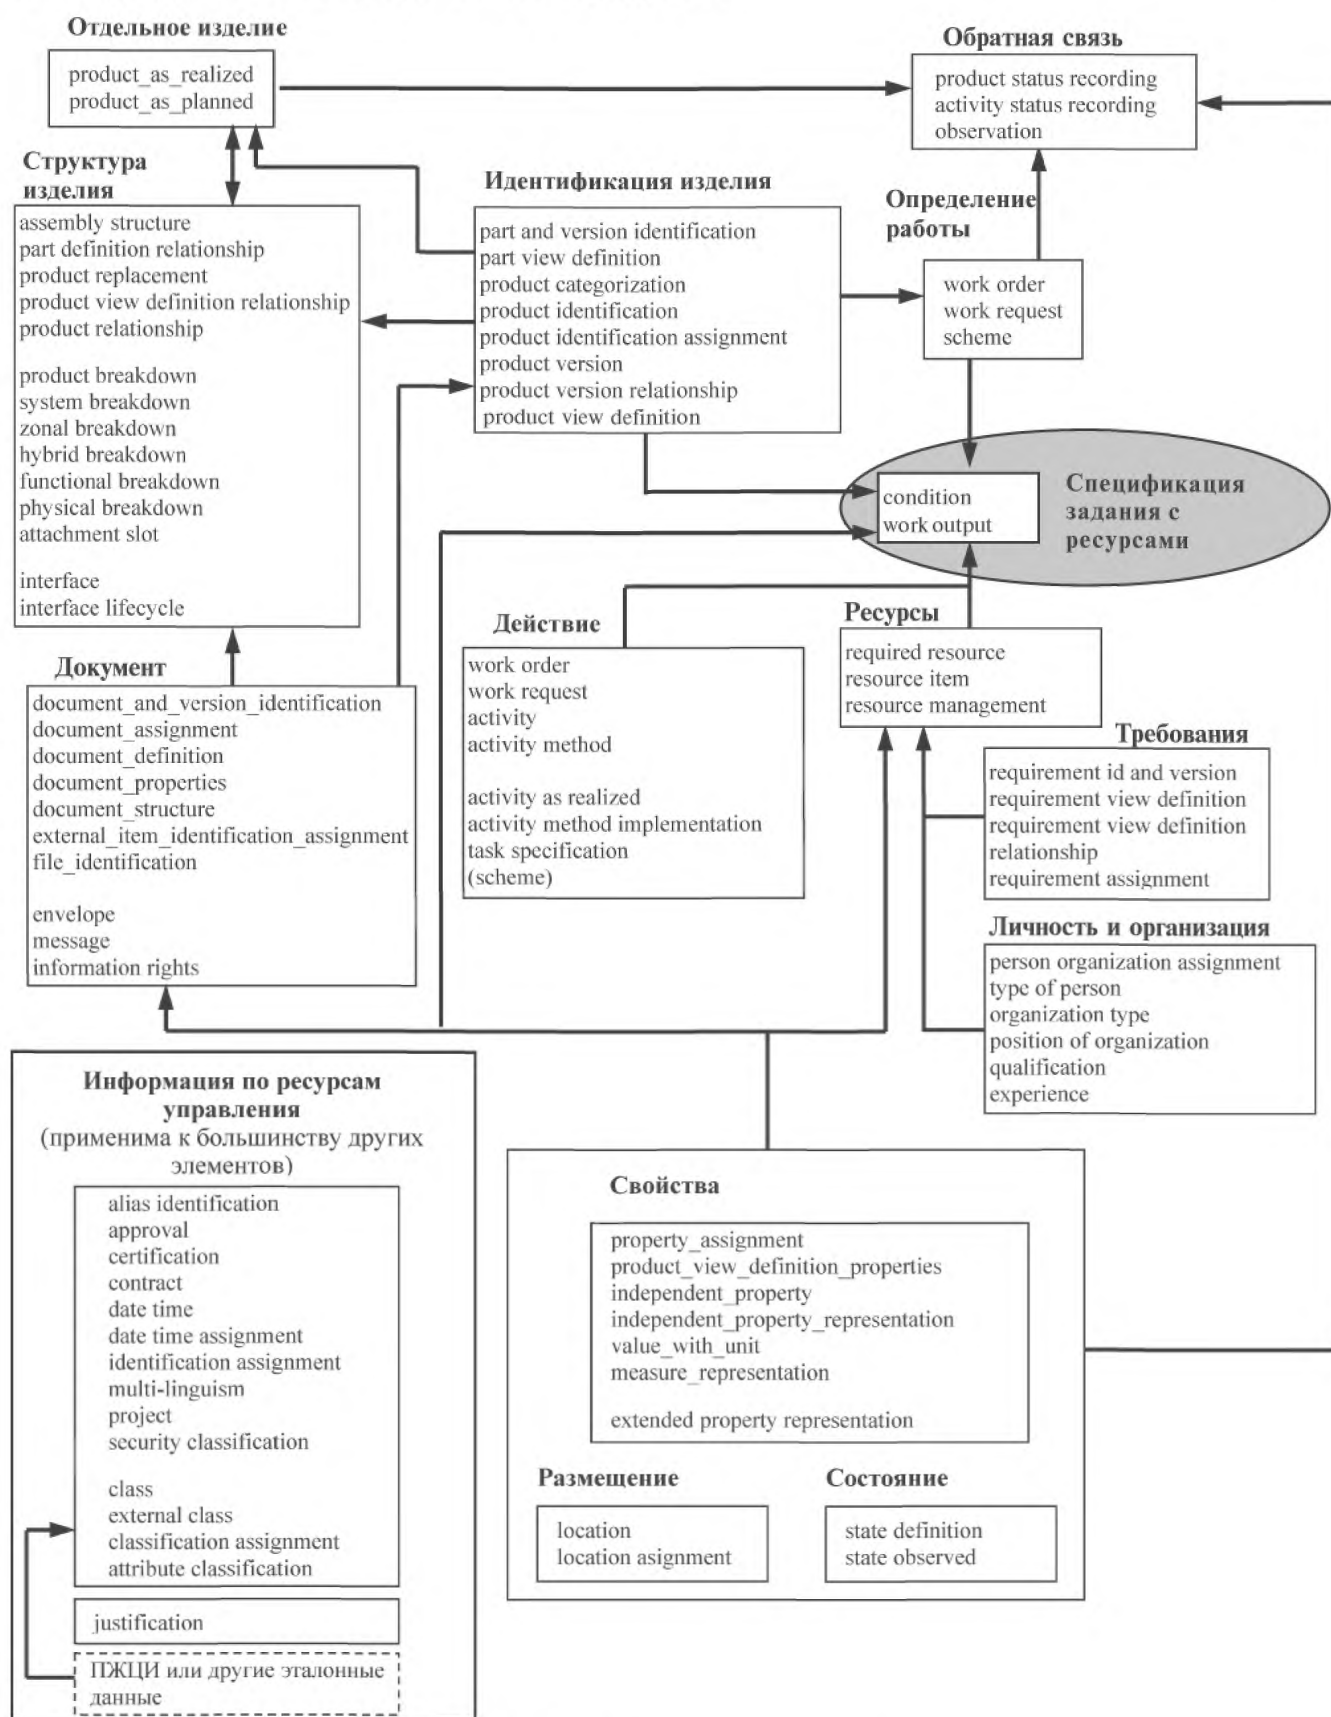 Отдельное изделие
product_as_realized
product_as_planned
Обратная связь
product status recording
activity status recording
observation
Структура
изделия
assembly structure
part definition relationship
product replacement
product view definition relationship
product relationship
product breakdown
system breakdown
zonal breakdown
hybrid breakdown
functional breakdown
physical breakdown
attachment slot
interface
interface lifecycle
Идентификация изделия
part and version identification
part view definition
product categorization
product identification
product identification assignment
product version
product version relationship
product view definition
Определение
работы
work order
work request
scheme
condition
work output
Спецификация
задания с
ресурсами
Документ
document_and_version_identification
document_assignment
document_definition
document_properties
document_structure
external_item_identification_assignment
file_identification
envelope
message
information rights
Действие
work order
work request
activity
activity method
activity as realized
activity method implementation
task specification
(scheme)
Ресурсы
required resource
resource item
resource management
Требования
requirement id and version
requirement view definition
requirement view definition
relationship
requirement assignment
Личность и организация
person organization assignment
type of person
organization type
position of organization
qualification
experience
Информация по ресурсам
управления
(применима к большинству других
элементов)
alias identification
approval
certification
contract
date time
date time assignment
identification assignment
multi-linguism
project
security classification
class
external class
classification assignment
attribute classification
justification
ПЖЦИ или другие эталонные
данные
Свойства
property_assignment
product_view_definition_properties
independent_property
independent_property_representation
value_with_unit
measure_representation
extended property representation
Размещение
location
location asignment
Состояние
state definition
state observed